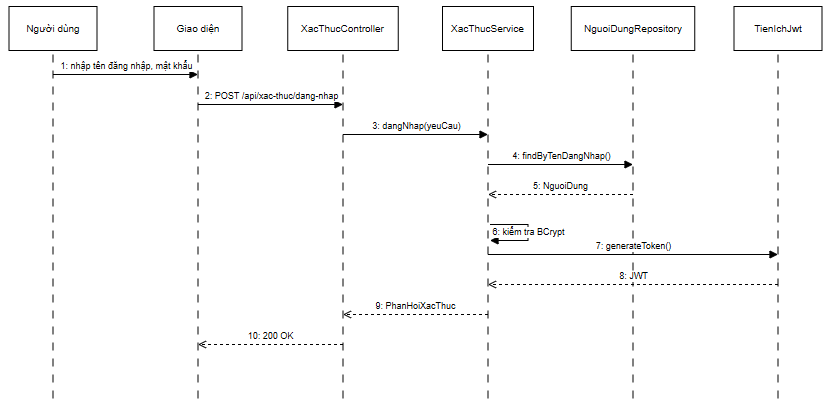 Người dùng
Giao diện
XacThucController
XacThucService
NguoiDungRepository
TienIchJwt
1: nhập tên đăng nhập, mật khẩu
2: POST /api/xac-thuc/dang-nhap
3: dangNhap(yeuCau)
4: findByTenDangNhap()
5: NguoiDung
6: kiểm tra BCrypt
7: generateToken()
8: JWT
9: PhanHoiXacThuc
10: 200 OK